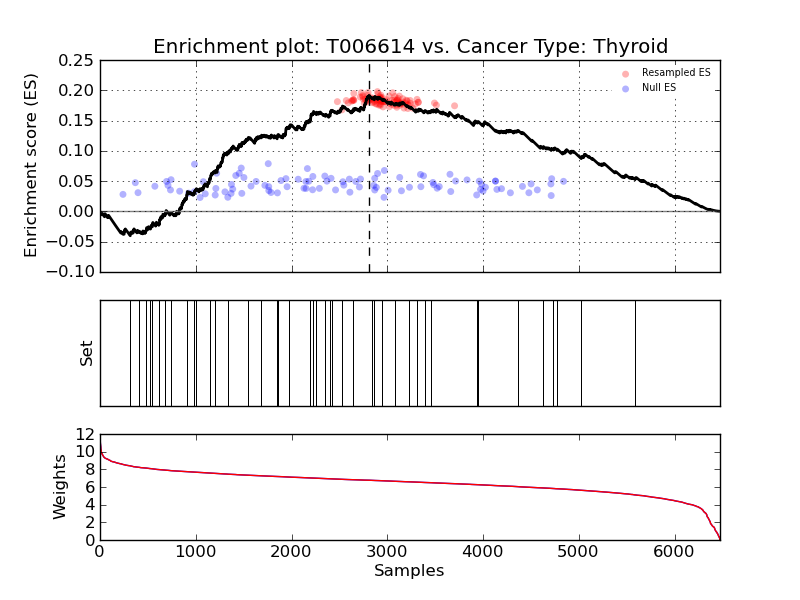 Enrichment plot: T006614 vs. Cancer Type: Thyroid
Enrichment score (ES)
0.25
0.20
0.15
0.10
0.05
0.00
−0.05
−0.10
Resampled ES
Null ES
Set
Weights
12
10
8
6
4
2
0
0 1000 2000 3000 4000 5000 6000
Samples